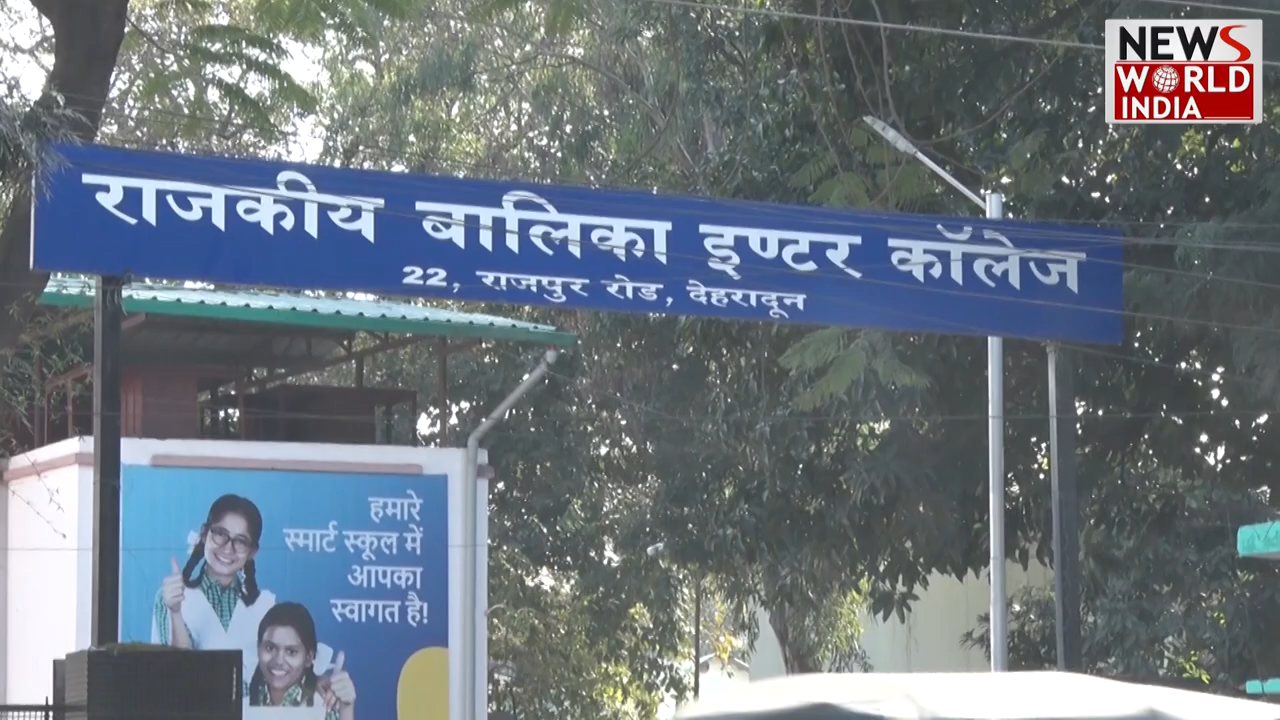 NEWS
WORLD
INDIA
राजकीय बालिका इण्टर कॉलेज
22, राजपुर रोड, देहरादून
हमारे
स्मार्ट स्कूल में
आपका
स्वागत है!